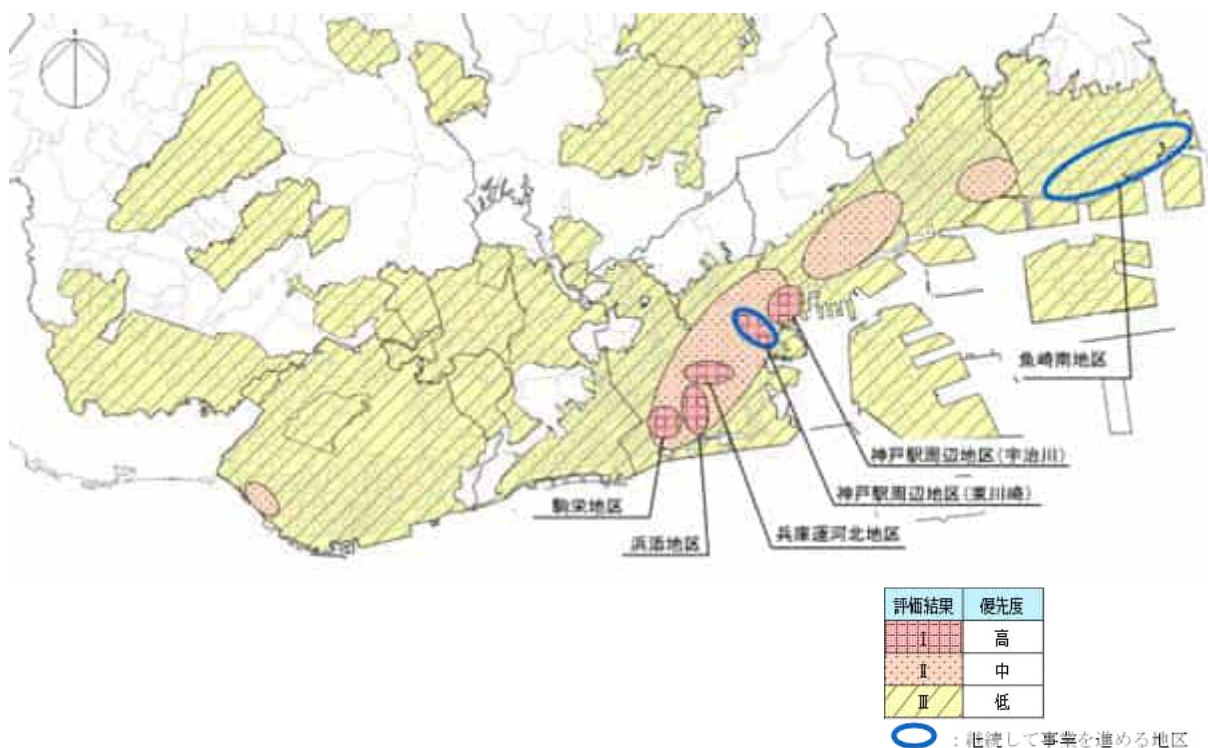 魚崎南地区
神戸駅周辺地区(宇治川)
神戸駅周辺地区(東川崎)
駒栄地区
兵庫運河北地区
浜添地区
評価結果 優先度
Ⅰ 高
Ⅱ 中
Ⅲ 低
：継続して事業を進める地区